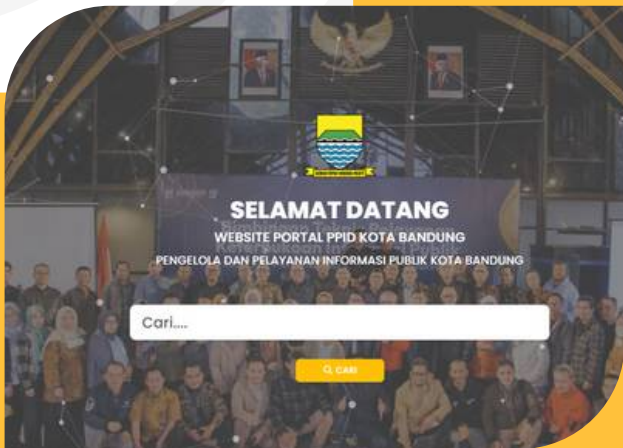 SELAMAT DATANG
WEBSITE PORTAL PPID KOTA BANDUNG
PENGELOLA DAN PELAYANAN INFORMASI PUBLIK KOTA BANDUNG
Cari....
CARI